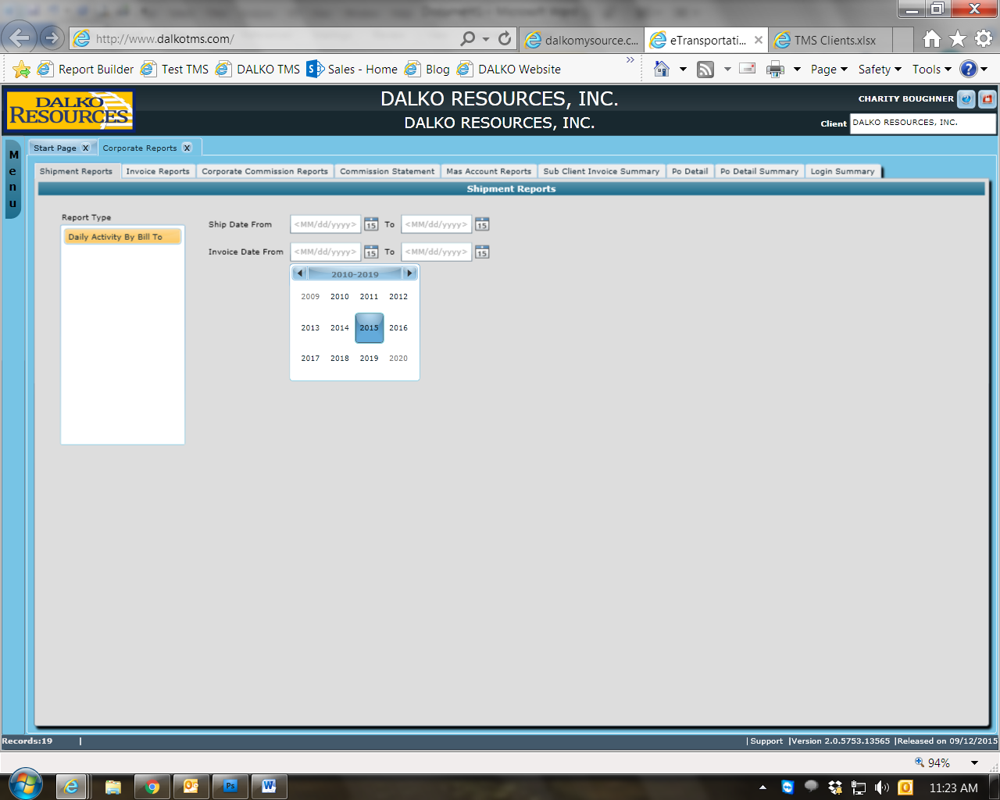 http://www.dalkotms.com/
dalkomysource.c...
eTransportati...
TMS Clients.xlsx
Report Builder
Test TMS
DALKO TMS
Sales - Home
Blog
DALKO Website
»
Page
Safety
Tools
DALKO
RESOURCES
DALKO RESOURCES, INC.
DALKO RESOURCES, INC.
CHARITY BOUGHNER
Client DALKO RESOURCES, INC.
Menu
Start Page X
Corporate Reports X
Shipment Reports
Invoice Reports
Corporate Commission Reports
Commission Statement
Mas Account Reports
Sub Client Invoice Summary
Po Detail
Po Detail Summary
Login Summary
Shipment Reports
Report Type
Daily Activity By Bill To
Ship Date From <MM/dd/yyyy> 15 To <MM/dd/yyyy> 15
Invoice Date From <MM/dd/yyyy> 15 To <MM/dd/yyyy> 15
2010-2019
2009 2010 2011 2012
2013 2014 2015 2016
2017 2018 2019 2020
Records:19 |
| Support |Version 2.0.5753.13565 |Released on 09/12/2015
94%
11:23 AM